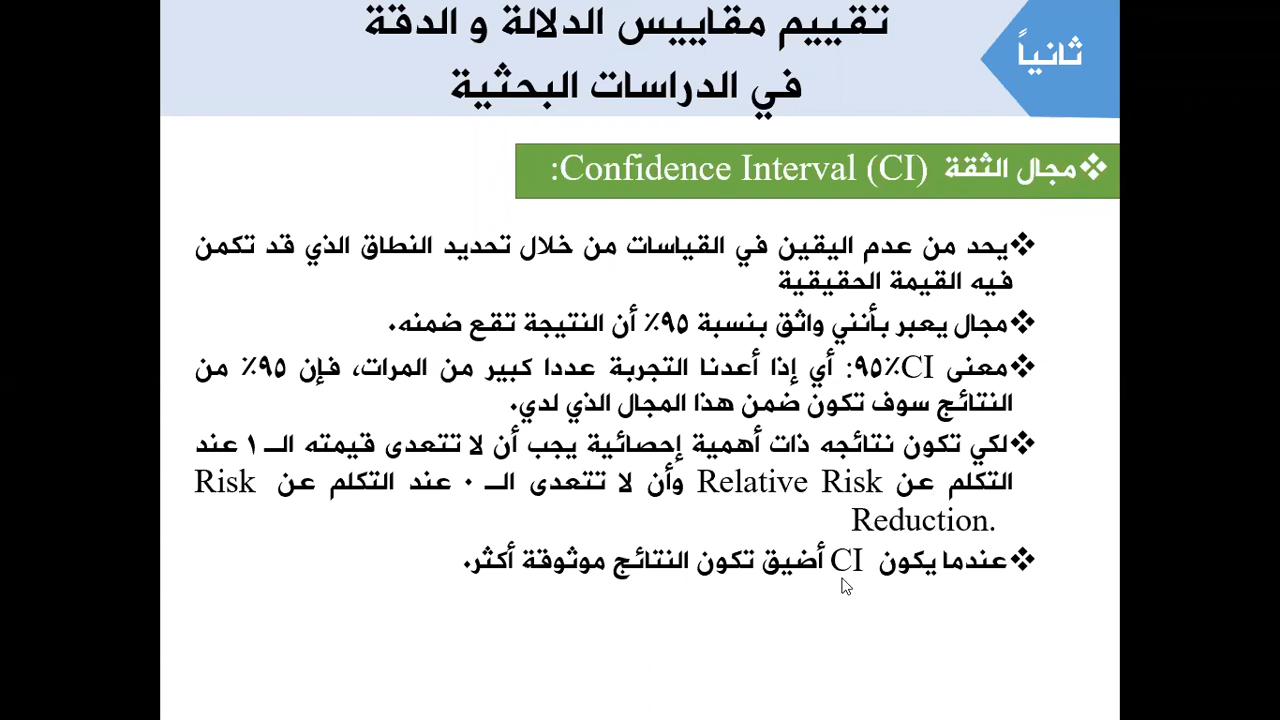 ثانياً
تقييم مقاييس الدلالة و الدقة
في الدراسات البحثية
❖مجال الثقة Confidence Interval (CI):
❖يحد من عدم اليقين في القياسات من خلال تحديد النطاق الذي قد تكمن
فيه القيمة الحقيقية
❖مجال يعبر بأنني واثق بنسبة ٩٥٪ أن النتيجة تقع ضمنه.
❖معنى ٩٥٪CI: أي إذا أعدنا التجربة عددا كبير من المرات، فإن ٩٥٪ من
النتائج سوف تكون ضمن هذا المجال الذي لدي.
❖لكي تكون نتائجه ذات أهمية إحصائية يجب أن لا تتعدى قيمته الـ ١ عند
التكلم عن Relative Risk وأن لا تتعدى الـ ٠ عند التكلم عن Risk
Reduction.
❖عندما يكون CI أضيق تكون النتائج موثوقة أكثر.